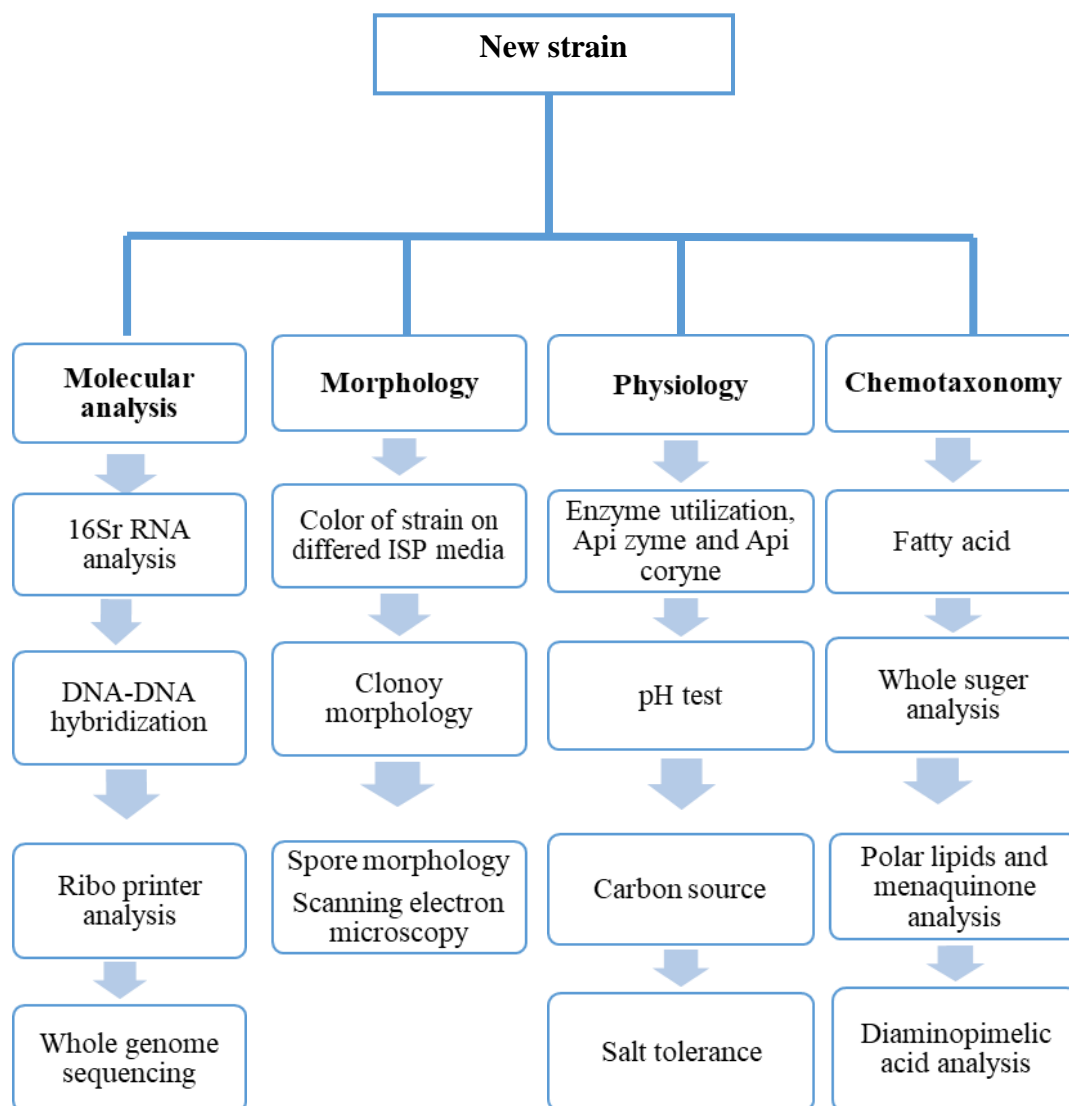 New strain
Molecular
analysis
16Sr RNA
analysis
DNA-DNA
hybridization
Ribo printer
analysis
Whole genome
sequencing
Morphology
Color of strain on
differed ISP media
Clonoy
morphology
Spore morphology
Scanning electron
microscopy
Physiology
Enzyme utilization,
Api zyme and Api
coryne
pH test
Carbon source
Salt tolerance
Chemotaxonomy
Fatty acid
Whole suger
analysis
Polar lipids and
menaquinone
analysis
Diaminopimelic
acid analysis